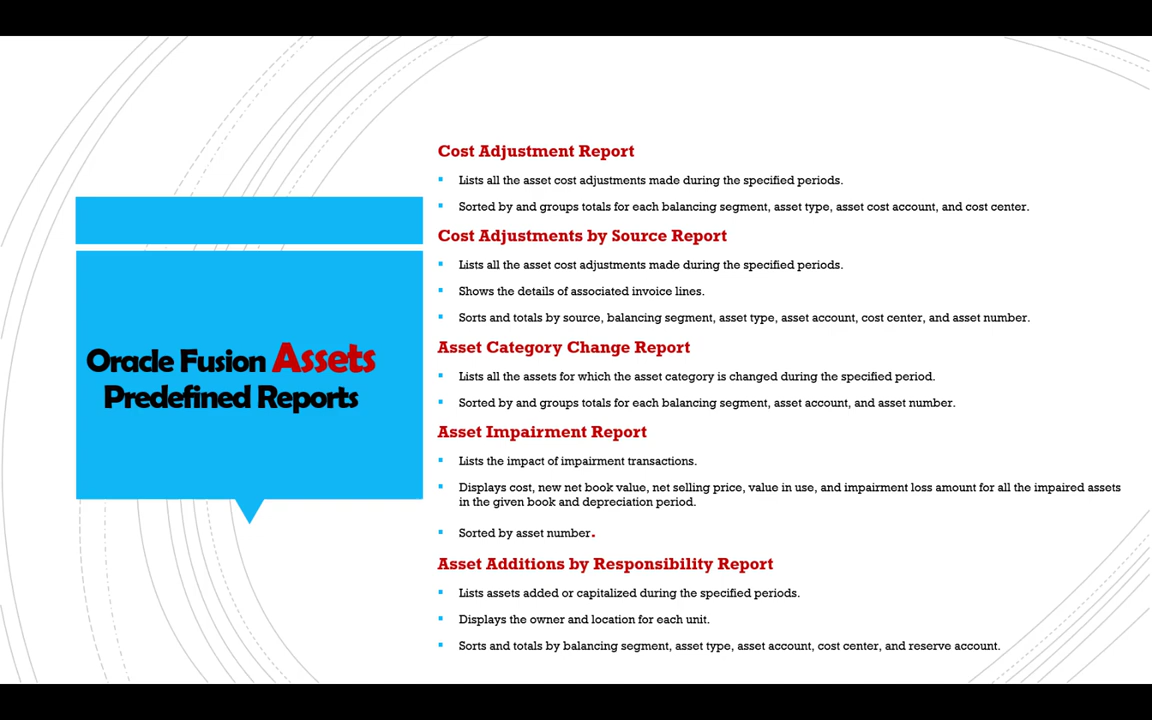 Oracle Fusion Assets
Predefined Reports
Cost Adjustment Report
Lists all the asset cost adjustments made during the specified periods.
Sorted by and groups totals for each balancing segment, asset type, asset cost account, and cost center.
Cost Adjustments by Source Report
Lists all the asset cost adjustments made during the specified periods.
Shows the details of associated invoice lines.
Sorts and totals by source, balancing segment, asset type, asset account, cost center, and asset number.
Asset Category Change Report
Lists all the assets for which the asset category is changed during the specified period.
Sorted by and groups totals for each balancing segment, asset account, and asset number.
Asset Impairment Report
Lists the impact of impairment transactions.
Displays cost, new net book value, net selling price, value in use, and impairment loss amount for all the impaired assets
in the given book and depreciation period.
Sorted by asset number.
Asset Additions by Responsibility Report
Lists assets added or capitalized during the specified periods.
Displays the owner and location for each unit.
Sorts and totals by balancing segment, asset type, asset account, cost center, and reserve account.